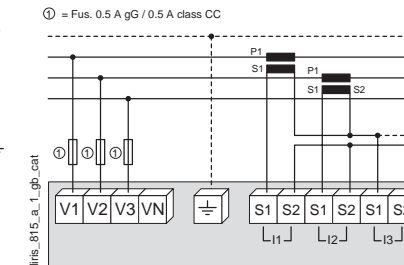 ① = Fus. 0.5 A gG / 0.5 A class CC
P1
S1
P1
S1 S2
① ① ①
V1 V2 V3 VN S1 S2 S1 S2 S1 S
I1 I2 I3
iris_815_a_1_gb_cat